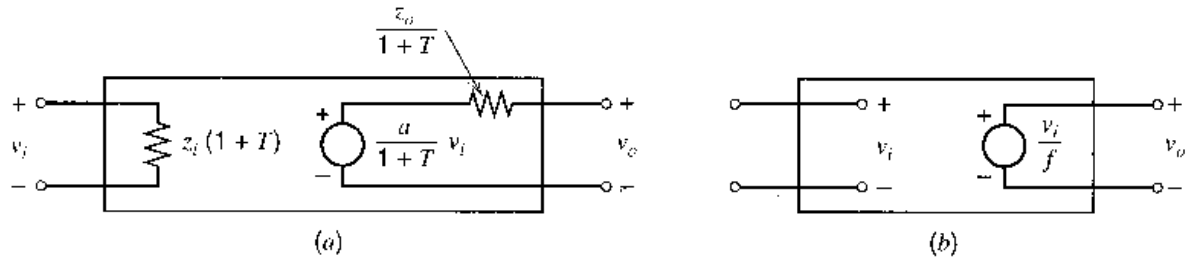 z_o
1 + T
+
v_i
−
z_i (1 + T)
+
−
a
1 + T
v_i
+
v_o
−
(a)
+
v_i
−
+
−
v_i
f
+
v_o
−
(b)